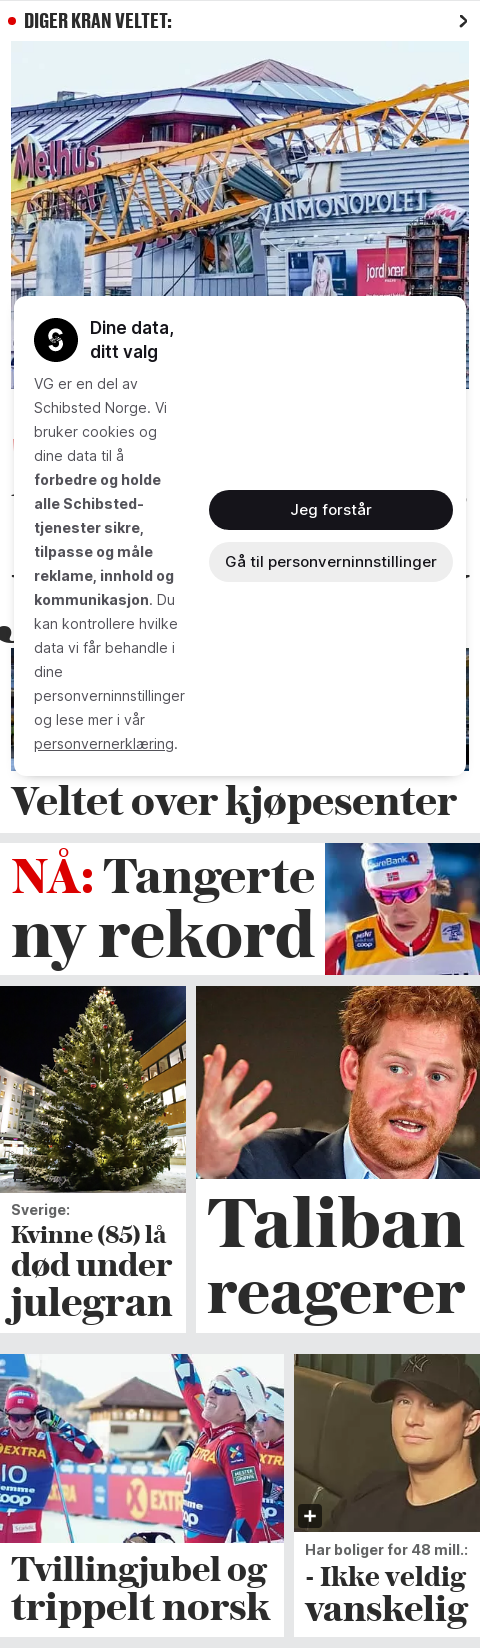 DIGER KRAN VELTET:
Melhus
VINMONOPOLET
Dine data,
ditt valg
VG er en del av
Schibsted Norge. Vi
bruker cookies og
dine data til å
forbedre og holde
alle Schibsted-
tjenester sikre,
tilpasse og måle
reklame, innhold og
kommunikasjon. Du
kan kontrollere hvilke
data vi får behandle i
dine
personverninnstillinger
og lese mer i vår
personvernerklæring.
Jeg forstår
Gå til personverninnstillinger
Veltet over kjøpesenter
NÅ: Tangerte
ny rekord
Sverige:
Kvinne (85) lå
død under
julegran
Taliban
reagerer
EXTRA
EXTRA
Tvillingjubel og
trippelt norsk
Har boliger for 48 mill.:
- Ikke veldig
vanskelig